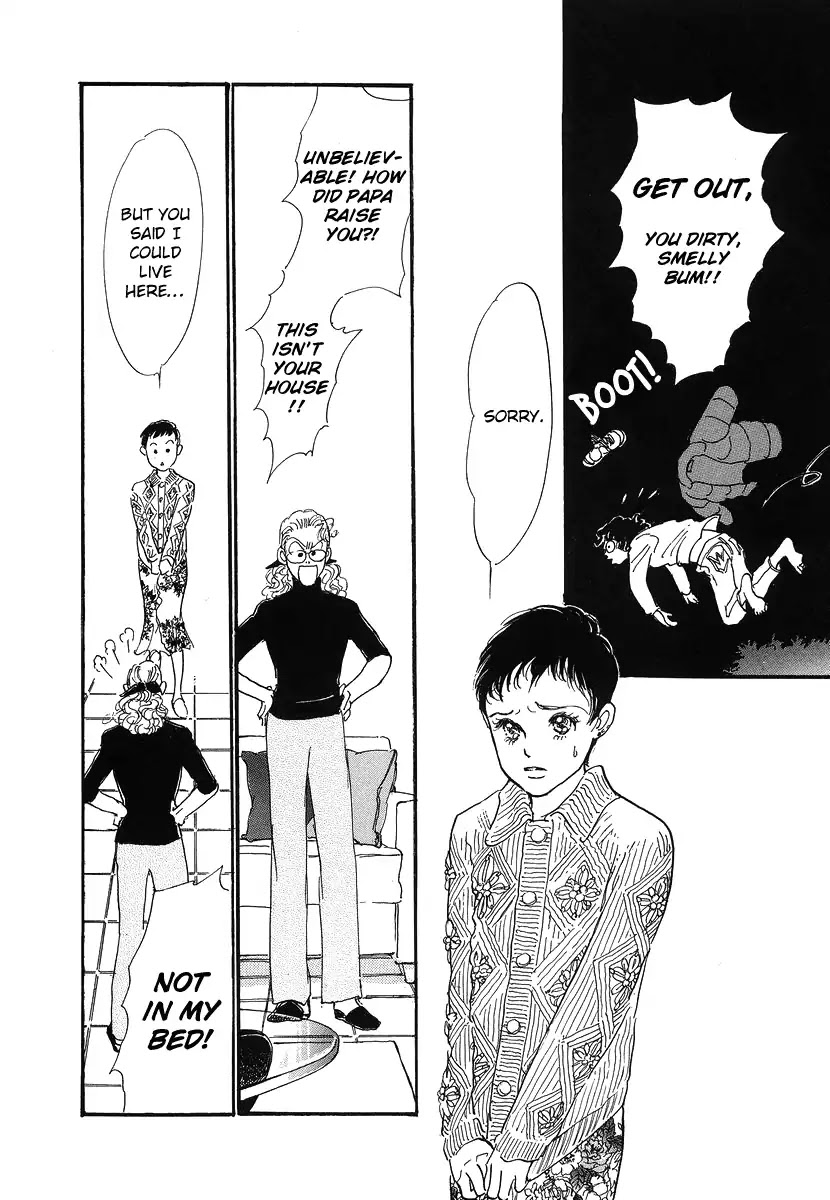 GET OUT,
YOU DIRTY,
SMELLY
BUM!!
BOOT!
SORRY.
UNBELIEV-
ABLE! HOW
DID PAPA
RAISE
YOU?!
THIS
ISN'T
YOUR
HOUSE
!!
BUT YOU
SAID I
COULD
LIVE
HERE...
NOT
IN MY
BED!